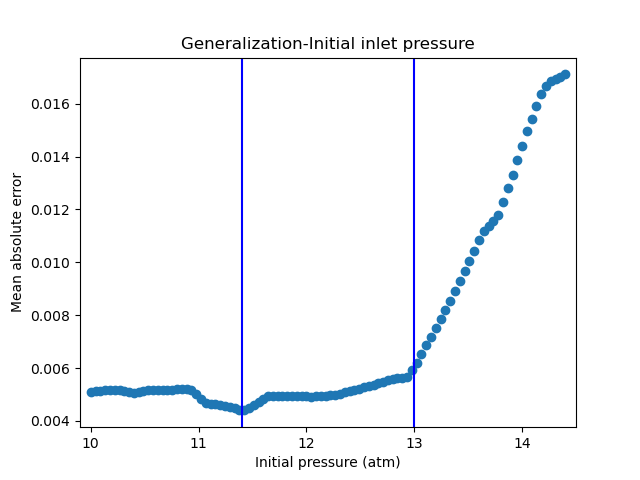 Generalization-Initial inlet pressure
Mean absolute error
0.016
0.014
0.012
0.010
0.008
0.006
0.004
10 11 12 13 14
Initial pressure (atm)